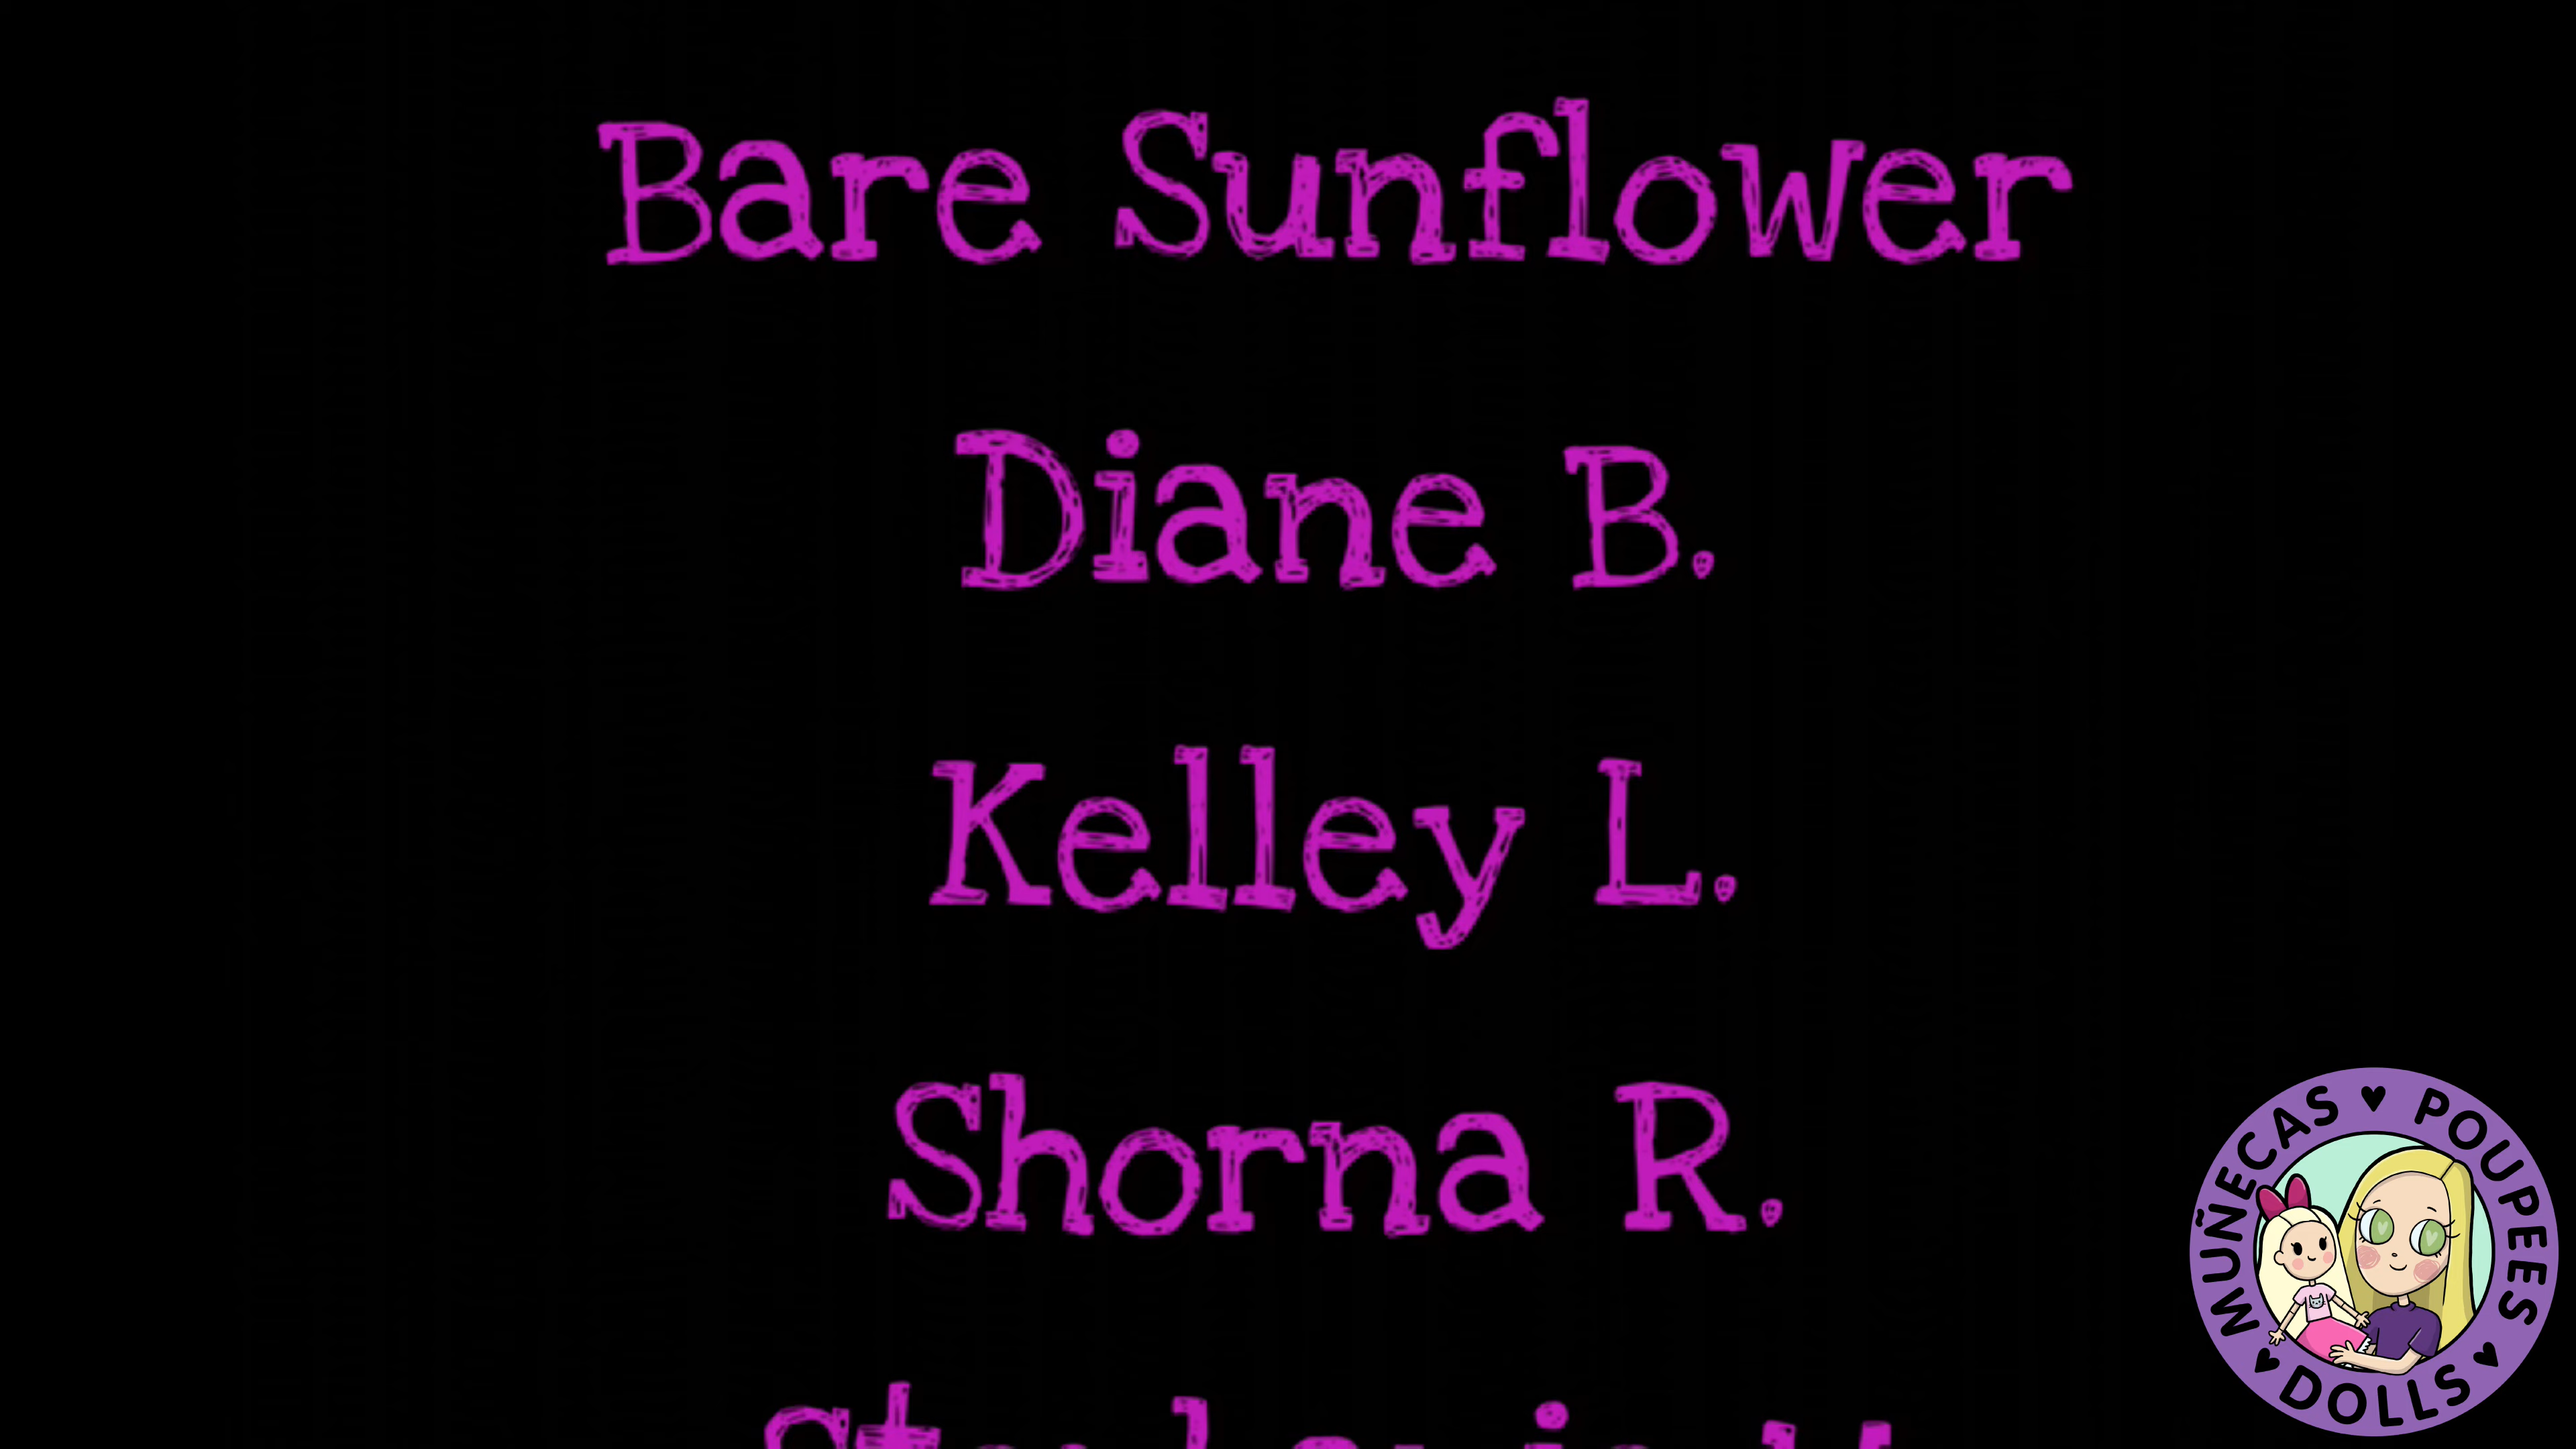 Bare Sunflower
Diane B.
Kelley L.
Shorna R.
MUÑECAS ♥ POUPEES ♥ DOLLS ♥